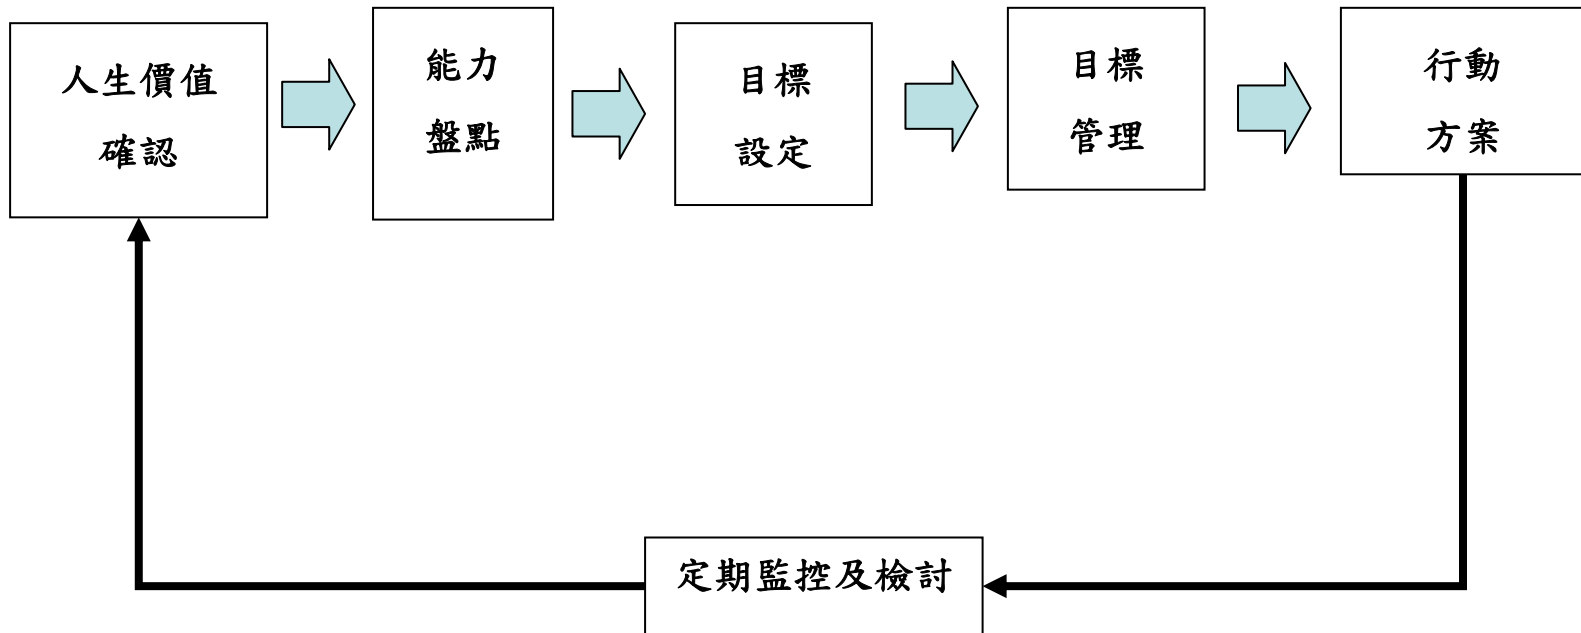 人生價值
確認
能力
盤點
目標
設定
目標
管理
行動
方案
定期監控及檢討